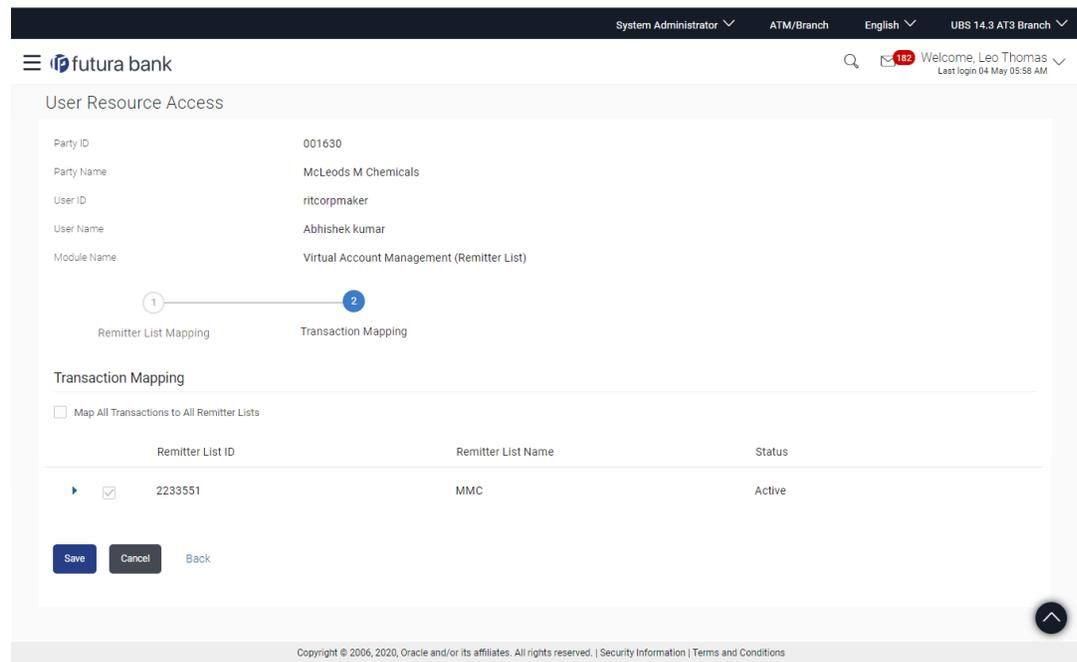 System Administrator ATM/Branch English UBS 14.3 AT3 Branch
futura bank 182 Welcome, Leo Thomas
Last login 04 May 05:58 AM
User Resource Access
Party ID 001630
Party Name McLeods M Chemicals
User ID ritcorpmaker
User Name Abhishek kumar
Module Name Virtual Account Management (Remitter List)
1 2
Remitter List Mapping Transaction Mapping
Transaction Mapping
Map All Transactions to All Remitter Lists
Remitter List ID Remitter List Name Status
2233551 MMC Active
Save Cancel Back
Copyright © 2006, 2020, Oracle and/or its affiliates. All rights reserved. | Security Information | Terms and Conditions